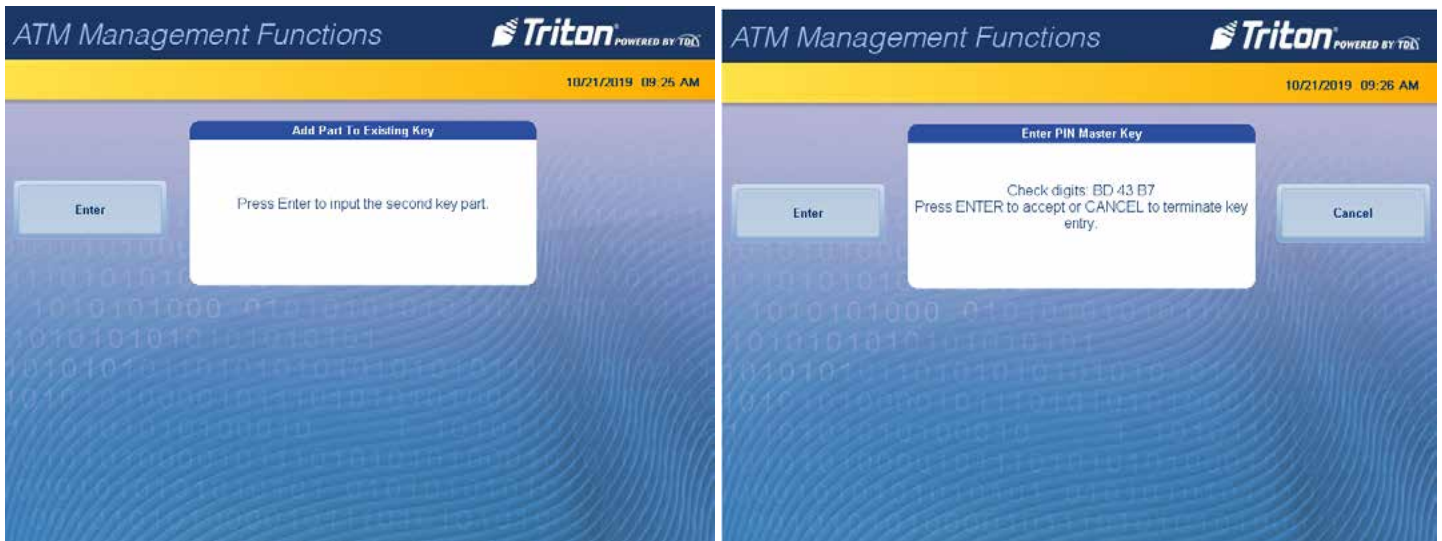 ATM Management Functions
Triton POWERED BY TDL
10/21/2019 09:25 AM
Add Part To Existing Key
Press Enter to input the second key part.
Enter
ATM Management Functions
Triton POWERED BY TDL
10/21/2019 09:26 AM
Enter PIN Master Key
Check digits: BD 43 B7
Press ENTER to accept or CANCEL to terminate key
entry.
Enter
Cancel